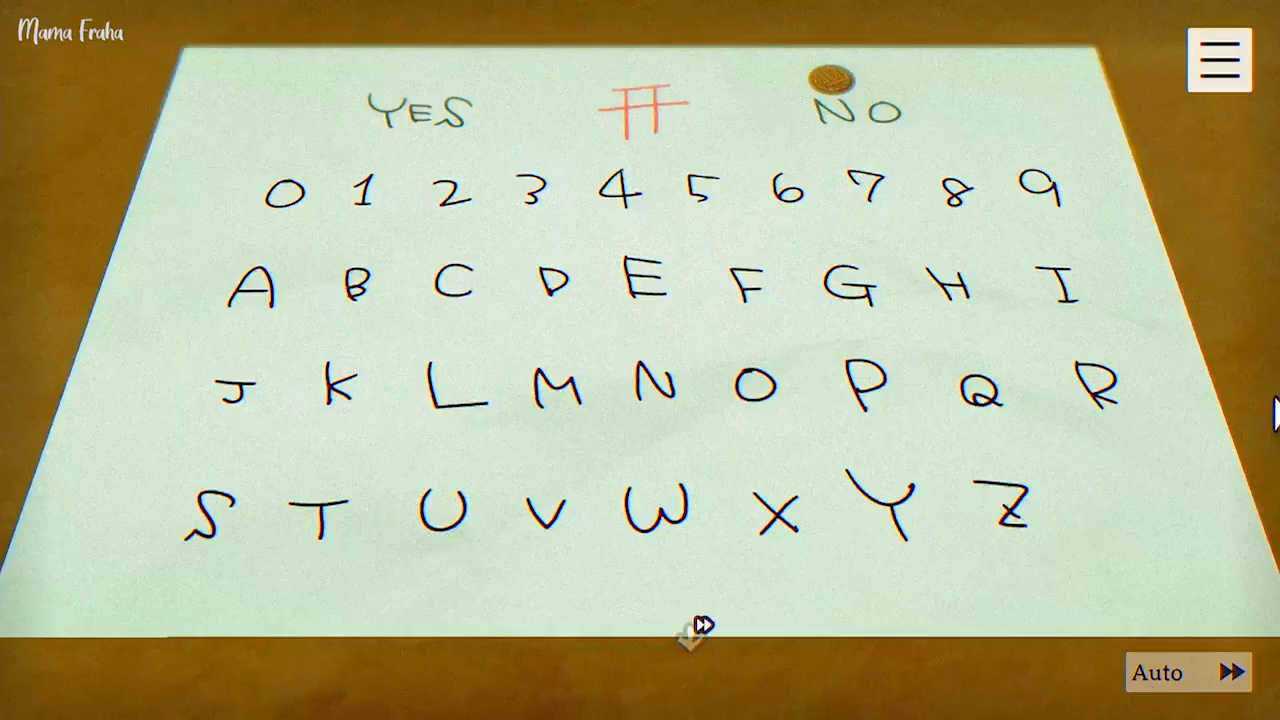 Mama Fraha
YES NO
0 1 2 3 4 5 6 7 8 9
A B C D E F G H I
J K L M N O P Q R
S T U V W X Y Z
Auto